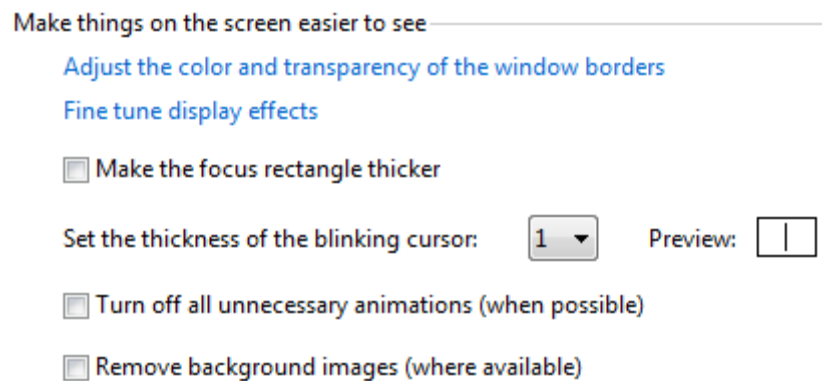 Make things on the screen easier to see
Adjust the color and transparency of the window borders
Fine tune display effects
Make the focus rectangle thicker
Set the thickness of the blinking cursor: 1 Preview:
Turn off all unnecessary animations (when possible)
Remove background images (where available)